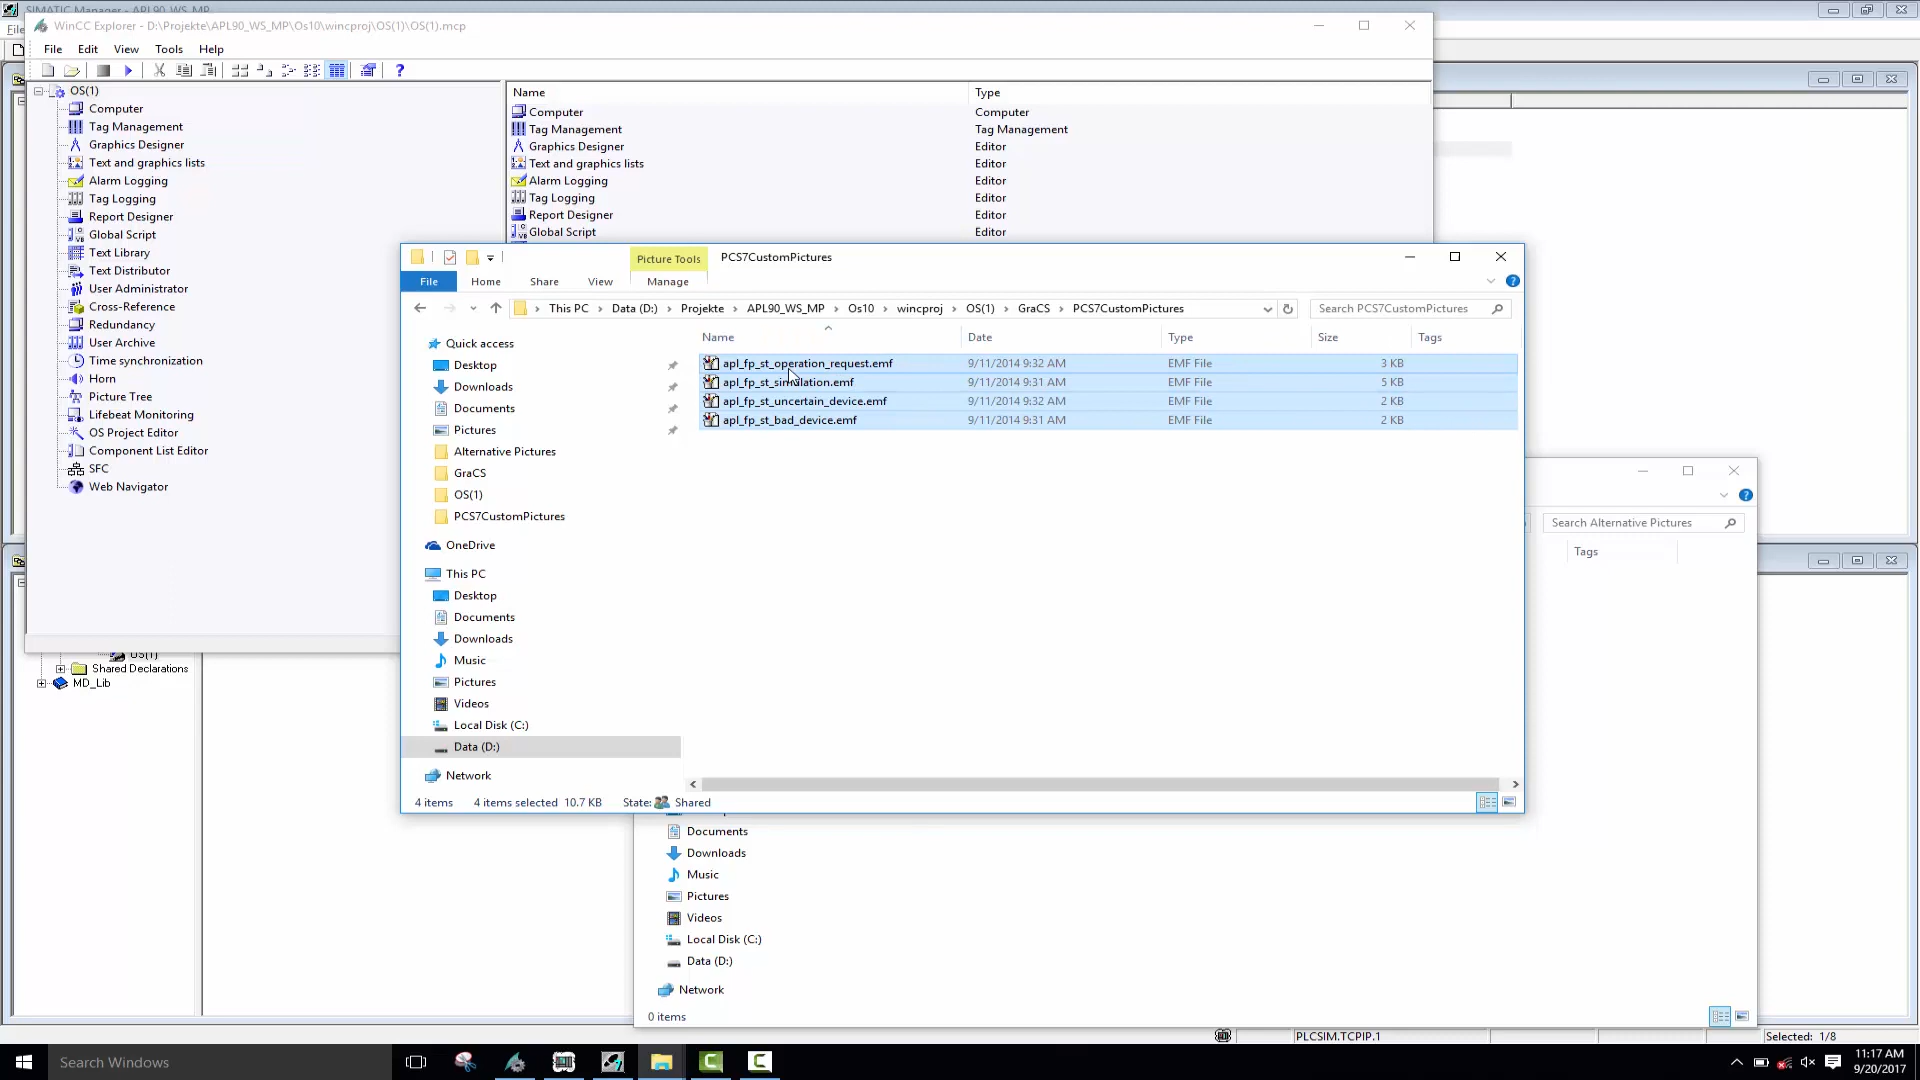 SIMATIC Manager - APL90_WS_MP
WinCC Explorer - D:\Projekte\APL90_WS_MP\Os10\wincproj\OS(1)\OS(1).mcp
File Edit View Tools Help
OS(1)
Computer
Tag Management
Graphics Designer
Text and graphics lists
Alarm Logging
Tag Logging
Report Designer
Global Script
Text Library
Text Distributor
User Administrator
Cross-Reference
Redundancy
User Archive
Time synchronization
Horn
Picture Tree
Lifebeat Monitoring
OS Project Editor
Component List Editor
SFC
Web Navigator
Name Type
Computer Computer
Tag Management Tag Management
Graphics Designer Editor
Text and graphics lists Editor
Alarm Logging Editor
Tag Logging Editor
Report Designer Editor
Global Script Editor
Picture Tools PCS7CustomPictures
File Home Share View Manage
This PC Data (D:) Projekte APL90_WS_MP Os10 wincproj OS(1) GraCS PCS7CustomPictures
Search PCS7CustomPictures
Quick access
Desktop
Downloads
Documents
Pictures
Alternative Pictures
GraCS
OS(1)
PCS7CustomPictures
OneDrive
This PC
Desktop
Documents
Downloads
Music
Pictures
Videos
Local Disk (C:)
Data (D:)
Network
Name Date Type Size Tags
apl_fp_st_operation_request.emf 9/11/2014 9:32 AM EMF File 3 KB
apl_fp_st_simulation.emf 9/11/2014 9:31 AM EMF File 5 KB
apl_fp_st_uncertain_device.emf 9/11/2014 9:32 AM EMF File 2 KB
apl_fp_st_bad_device.emf 9/11/2014 9:31 AM EMF File 2 KB
4 items 4 items selected 10.7 KB State: Shared
Search Alternative Pictures
Tags
OS(1)
Shared Declarations
MD_Lib
Documents
Downloads
Music
Pictures
Videos
Local Disk (C:)
Data (D:)
Network
0 items
PLCSIM.TCPIP.1
Selected: 1/8
Search Windows
11:17 AM
9/20/2017